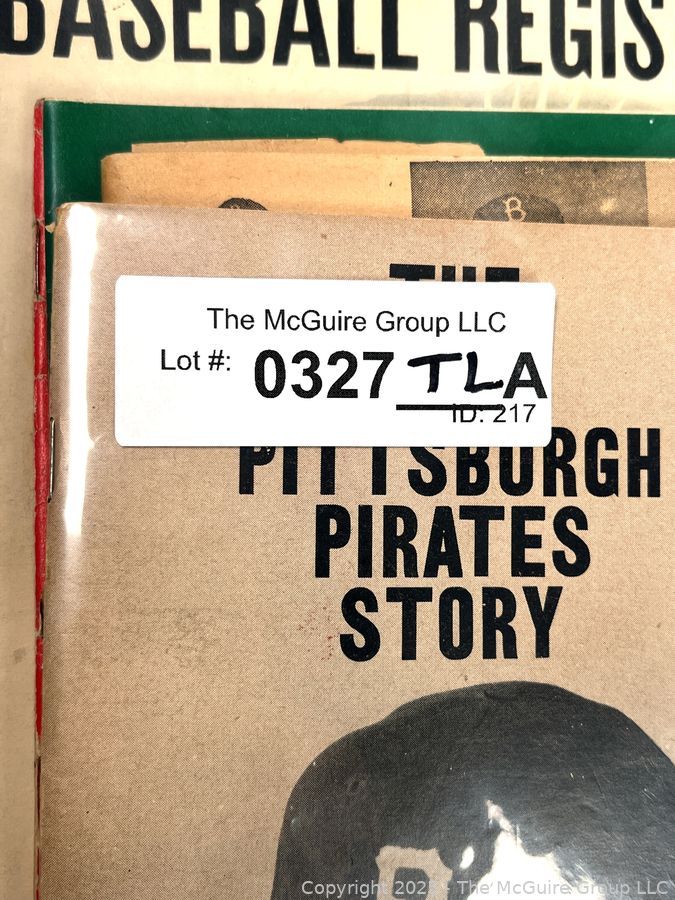 BASEBALL REGIS
B
THE
The McGuire Group LLC
Lot #: 0327 TLA
ID: 217
PITTSBURGH
PIRATES
STORY
Copyright 202 - The McGuire Group LLC